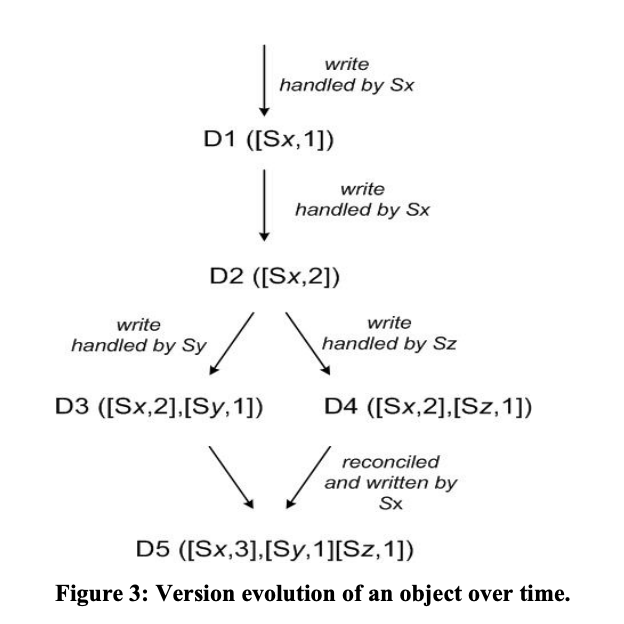 write
handled by Sx
D1 ([Sx,1])
write
handled by Sx
D2 ([Sx,2])
write
handled by Sy
write
handled by Sz
D3 ([Sx,2],[Sy,1])
D4 ([Sx,2],[Sz,1])
reconciled
and written by
Sx
D5 ([Sx,3],[Sy,1][Sz,1])
Figure 3: Version evolution of an object over time.